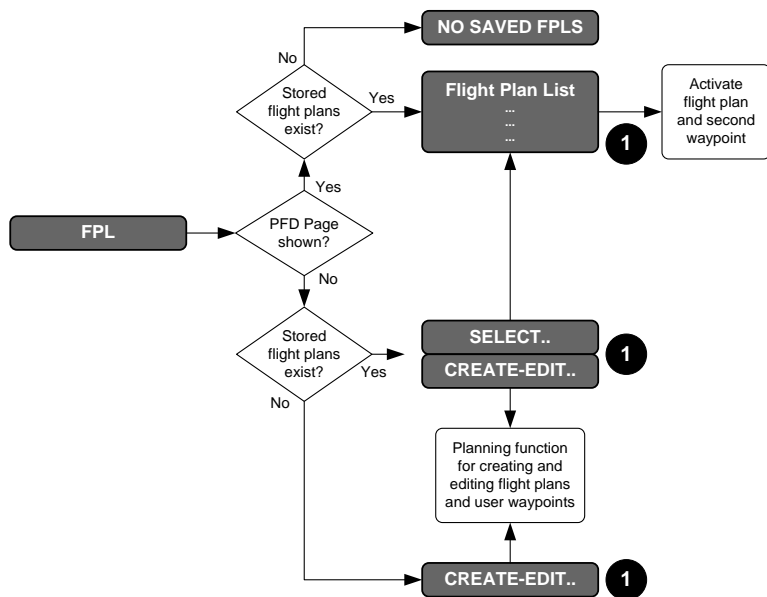 NO SAVED FPLS
No
Stored
flight plans
exist?
Yes
Flight Plan List
...
...
1
Activate
flight plan
and second
waypoint
Yes
FPL
PFD Page
shown?
No
Stored
flight plans
exist?
Yes
No
SELECT..
CREATE-EDIT..
1
Planning function
for creating and
editing flight plans
and user waypoints
CREATE-EDIT..
1